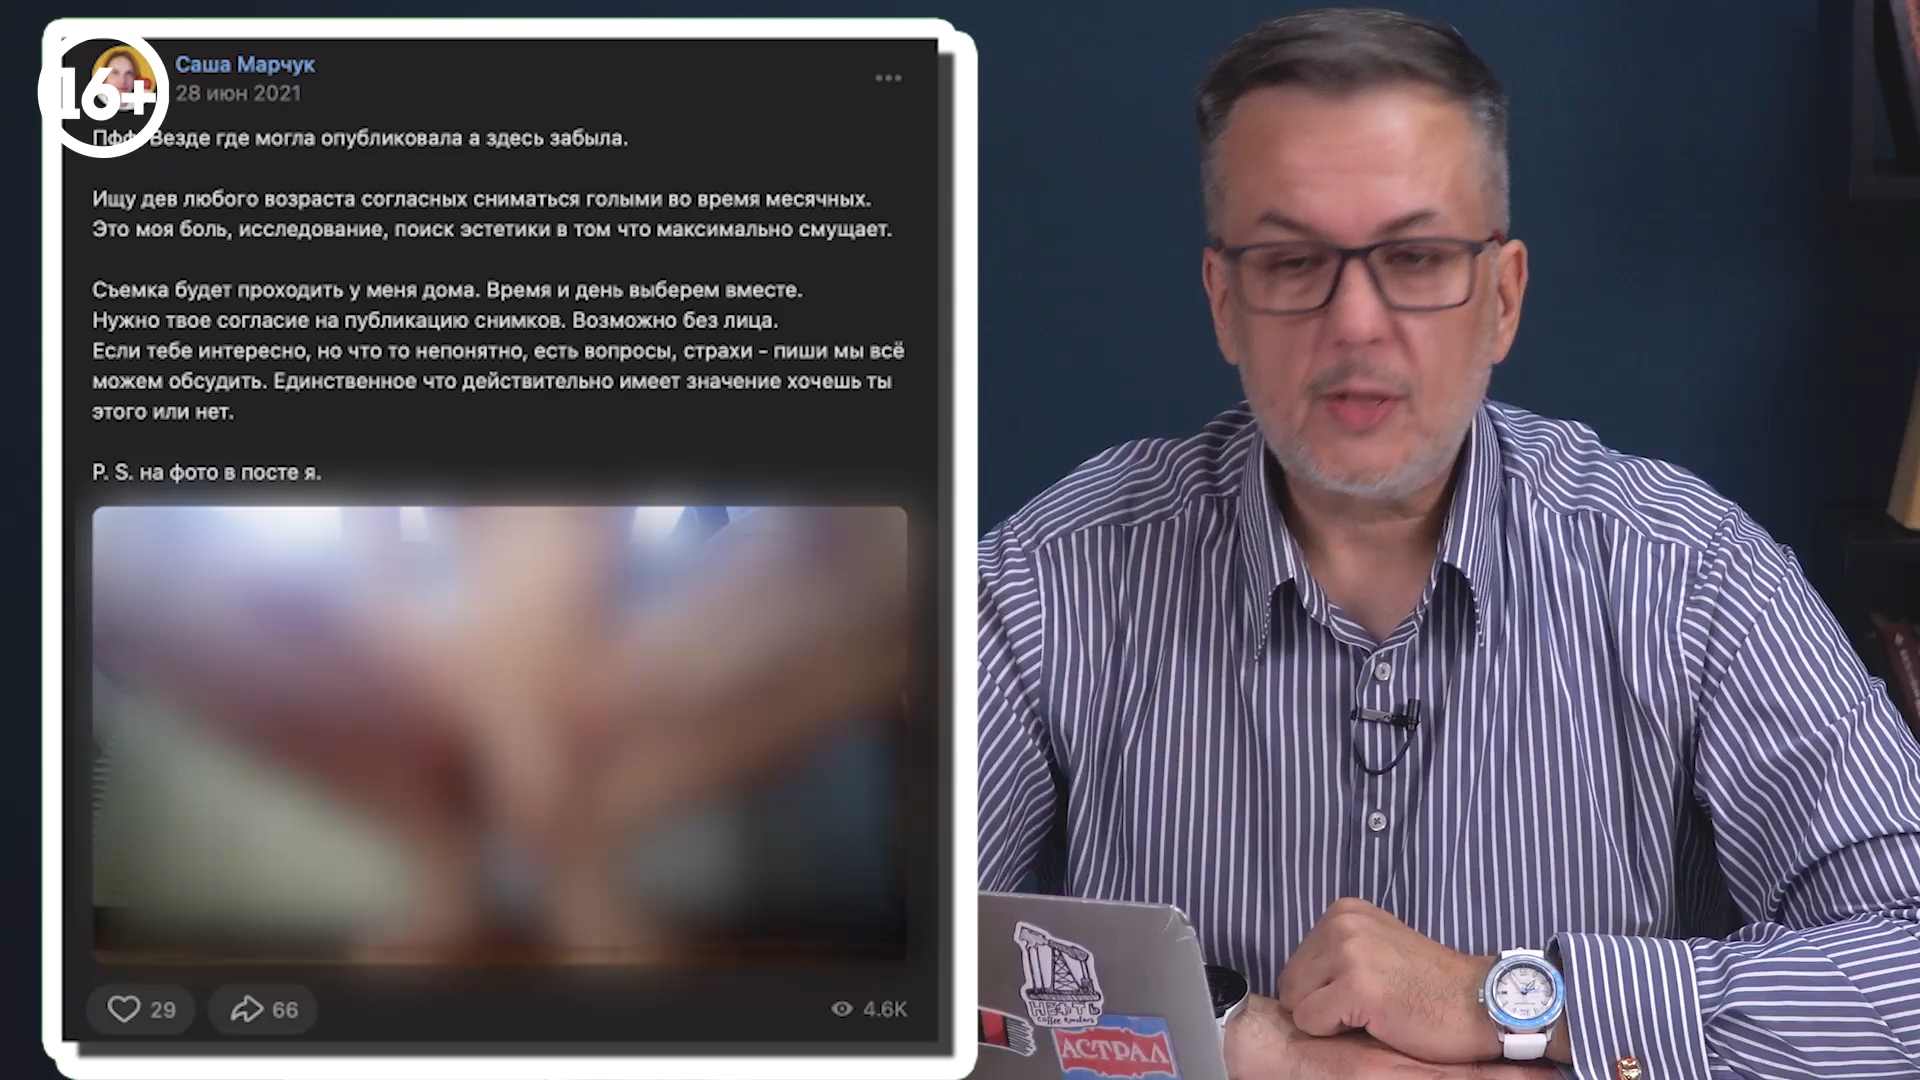 Саша Марчук
28 июн 2021
16+
Пфф Везде где могла опубликовала а здесь забыла.
Ищу дев любого возраста согласных сниматься голыми во время месячных.
Это моя боль, исследование, поиск эстетики в том что максимально смущает.
Съемка будет проходить у меня дома. Время и день выберем вместе.
Нужно твое согласие на публикацию снимков. Возможно без лица.
Если тебе интересно, но что то непонятно, есть вопросы, страхи - пиши мы всё
можем обсудить. Единственное что действительно имеет значение хочешь ты
этого или нет.
P. S. на фото в посте я.
29
66
4.6K
НЕФТЬ
Coffee Roasters
АСТРАЛ